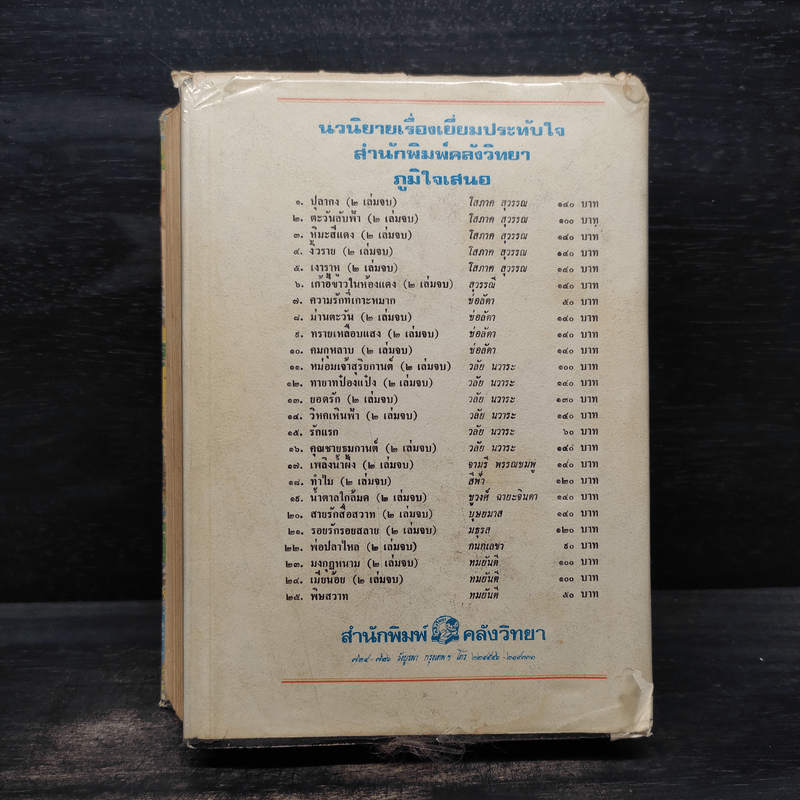 นวนิยายเรื่องเยี่ยมประทับใจ
สำนักพิมพ์คลังวิทยา
ภูมิใจเสนอ
๑. ปุลากง (๒ เล่มจบ) โสภาค สุวรรณ ๑๔๐ บาท
๒. ตะวันลับฟ้า (๒ เล่มจบ) โสภาค สุวรรณ ๑๐๐ บาท
๓. หิมะสีแดง (๒ เล่มจบ) โสภาค สุวรรณ ๑๔๐ บาท
๔. งิ้วราย (๒ เล่มจบ) โสภาค สุวรรณ ๑๔๐ บาท
๕. เงาราหู (๒ เล่มจบ) โสภาค สุวรรณ ๑๔๐ บาท
๖. เก้าอี้ขาวในห้องแดง (๒ เล่มจบ) สุวรรณี ๑๔๐ บาท
๗. ความรักที่เกาะหมาก ช่อลัดา ๕๐ บาท
๘. ม่านตะวัน (๒ เล่มจบ) ช่อลัดา ๑๔๐ บาท
๙. ทรายเหลือบแสง (๒ เล่มจบ) ช่อลัดา ๑๔๐ บาท
๑๐. คมกุหลาบ (๒ เล่มจบ) ช่อลัดา ๑๔๐ บาท
๑๑. หม่อมเจ้าสุริยกานต์ (๒ เล่มจบ) วลัย นวาระ ๑๐๐ บาท
๑๒. ทายาทป๋องแป๋ง (๒ เล่มจบ) วลัย นวาระ ๑๔๐ บาท
๑๓. ยอดรัก (๒ เล่มจบ) วลัย นวาระ ๑๓๐ บาท
๑๔. วิหคเหินฟ้า (๒ เล่มจบ) วลัย นวาระ ๑๔๐ บาท
๑๕. รักแรก วลัย นวาระ ๖๐ บาท
๑๖. คุณชายธมกานต์ (๒ เล่มจบ) วลัย นวาระ ๑๔๐ บาท
๑๗. เพลิงน้ำผึ้ง (๒ เล่มจบ) จามรี พรรณชมพู ๑๔๐ บาท
๑๘. ทำไม (๒ เล่มจบ) สีฟ้า ๑๒๐ บาท
๑๙. น้ำตาลใกล้มด (๒ เล่มจบ) ชูวงศ์ ฉายะจินดา ๑๔๐ บาท
๒๐. สายรักสื่อสวาท (๒ เล่มจบ) บุษยมาส ๑๔๐ บาท
๒๑. รอยรักรอยสลาย (๒ เล่มจบ) มธุรส ๑๒๐ บาท
๒๒. พ่อปลาไหล (๒ เล่มจบ) กนกเลขา ๙๐ บาท
๒๓. มงกุฎหนาม (๒ เล่มจบ) ทมยันตี ๑๐๐ บาท
๒๔. เมียน้อย (๒ เล่มจบ) ทมยันตี ๑๐๐ บาท
๒๕. พิษสวาท ทมยันตี ๕๐ บาท
สำนักพิมพ์ คลังวิทยา
วังบูรพา กรุงเทพฯ โทร